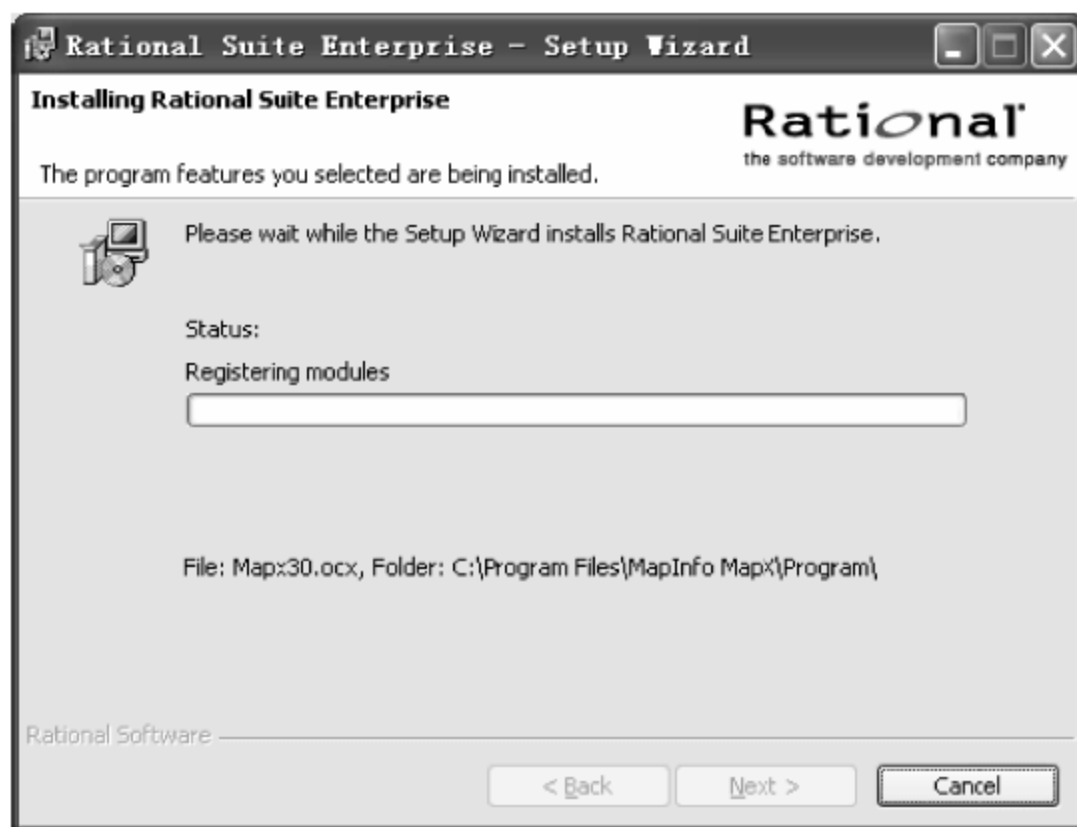 Rational Suite Enterprise - Setup Wizard
Installing Rational Suite Enterprise
The program features you selected are being installed.
Rational
the software development company
Please wait while the Setup Wizard installs Rational Suite Enterprise.
Status:
Registering modules
File: Mapx30.ocx, Folder: C:\Program Files\MapInfo MapX\Program\
Rational Software
< Back
Next >
Cancel